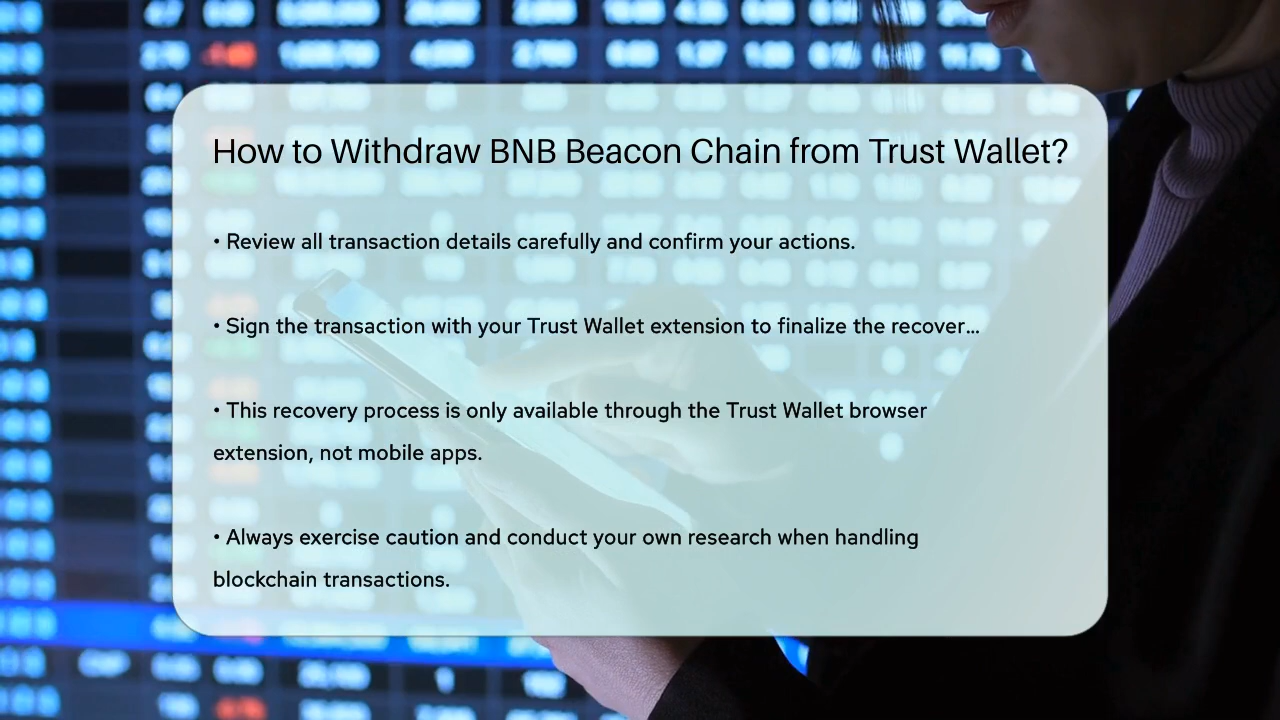 How to Withdraw BNB Beacon Chain from Trust Wallet?
• Review all transaction details carefully and confirm your actions.
• Sign the transaction with your Trust Wallet extension to finalize the recover...
• This recovery process is only available through the Trust Wallet browser
extension, not mobile apps.
• Always exercise caution and conduct your own research when handling
blockchain transactions.